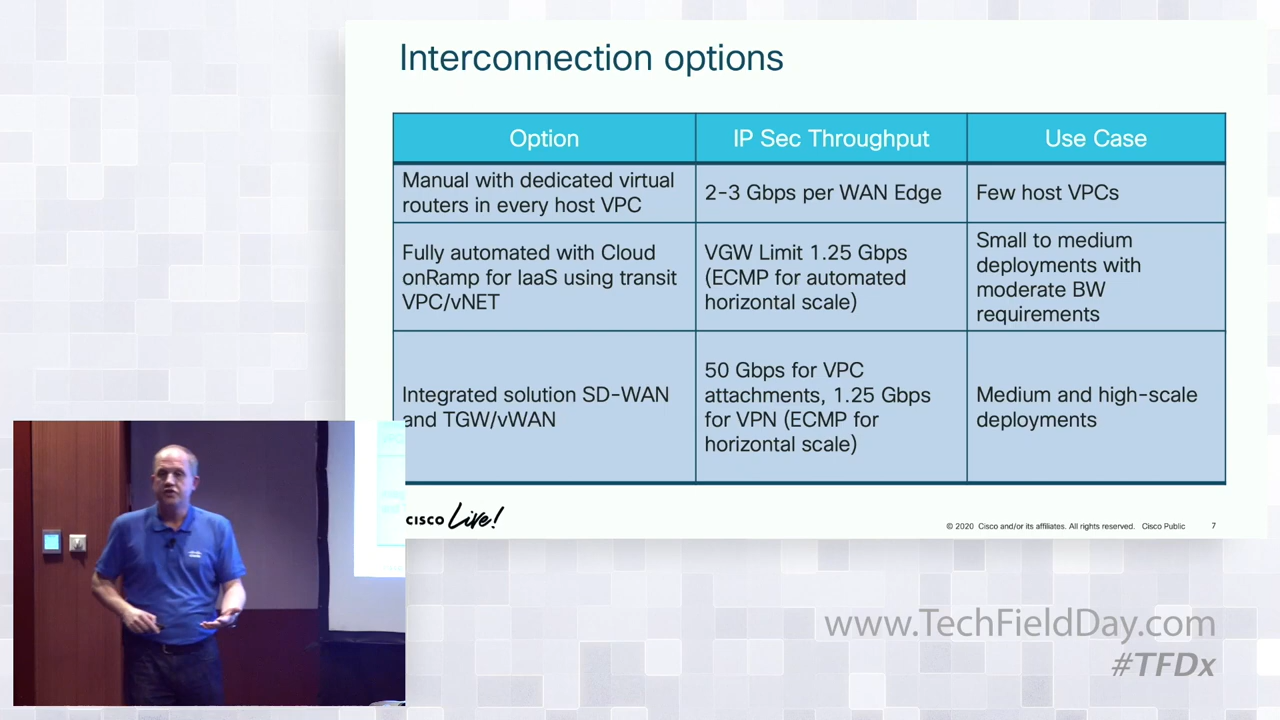 Interconnection options
Option
IP Sec Throughput
Use Case
Manual with dedicated virtual
routers in every host VPC
2-3 Gbps per WAN Edge
Few host VPCs
Fully automated with Cloud
onRamp for IaaS using transit
VPC/vNET
VGW Limit 1.25 Gbps
(ECMP for automated
horizontal scale)
Small to medium
deployments with
moderate BW
requirements
Integrated solution SD-WAN
and TGW/vWAN
50 Gbps for VPC
attachments, 1.25 Gbps
for VPN (ECMP for
horizontal scale)
Medium and high-scale
deployments
CISCO Live!
© 2020 Cisco and/or its affiliates. All rights reserved. Cisco Public 7
www.TechFieldDay.com
#TFDx